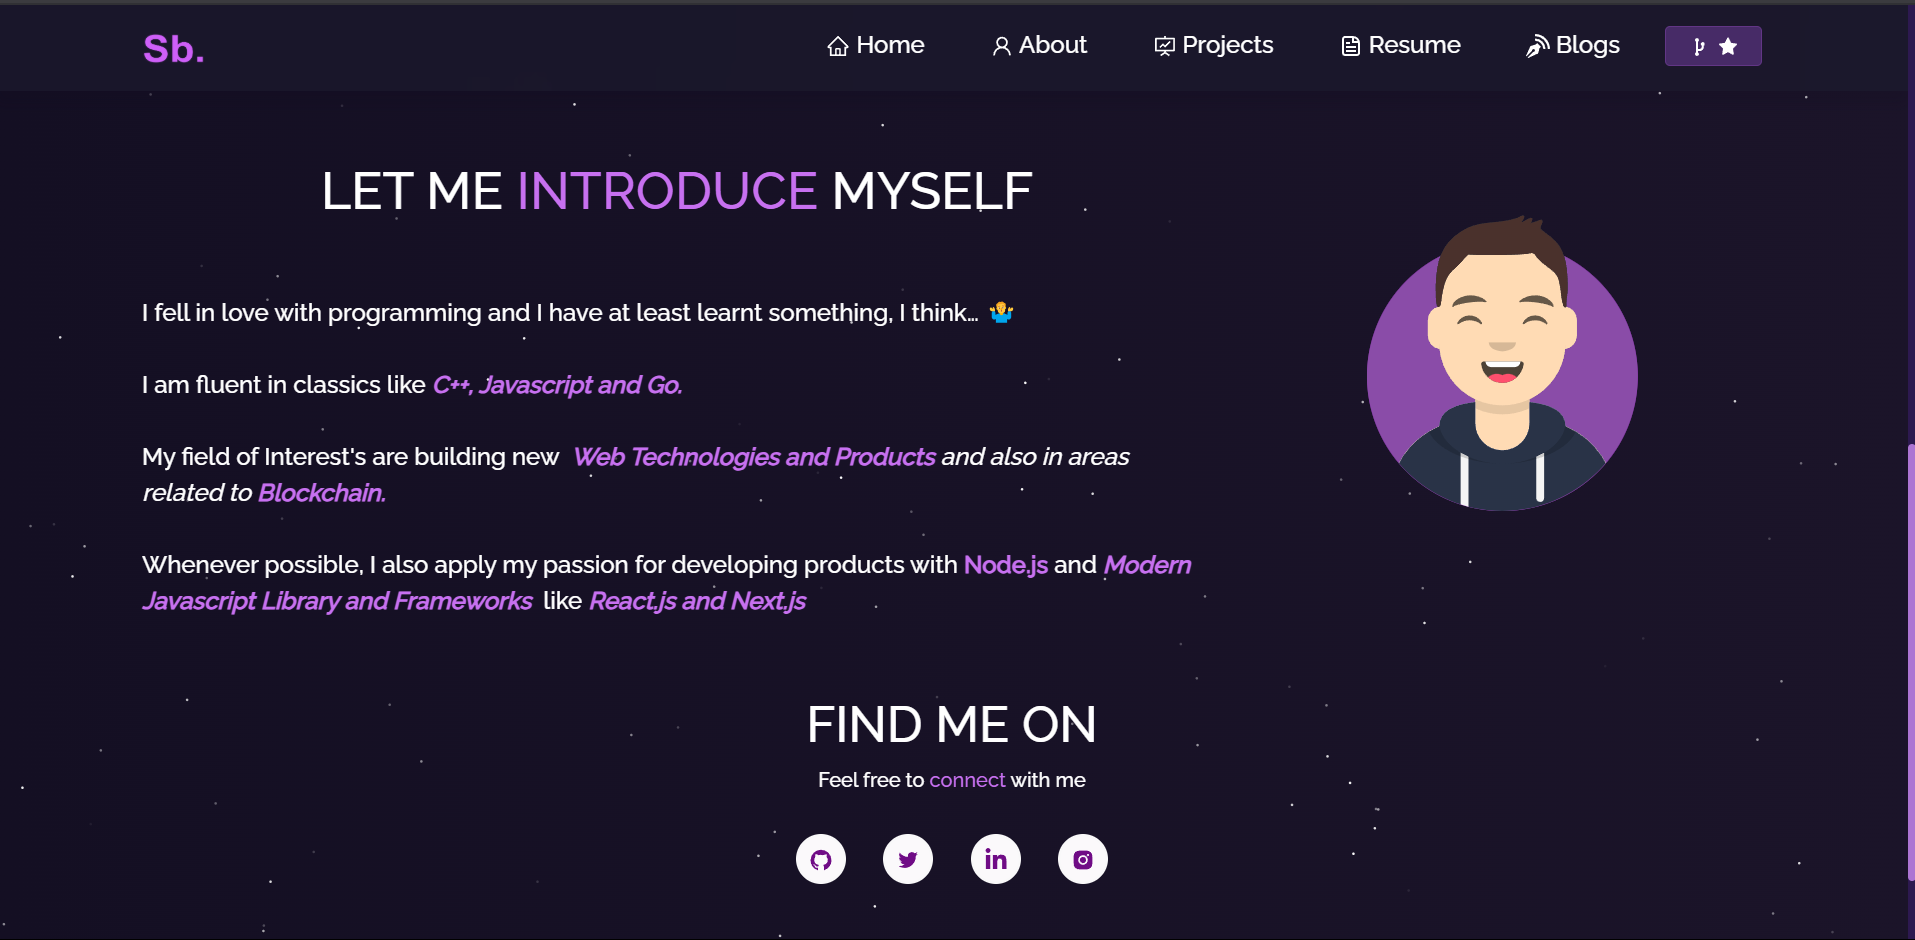 Sb.
Home About Projects Resume Blogs
LET ME INTRODUCE MYSELF
I fell in love with programming and I have at least learnt something, I think… 🤷‍♂️
I am fluent in classics like C++, Javascript and Go.
My field of Interest's are building new Web Technologies and Products and also in areas
related to Blockchain.
Whenever possible, I also apply my passion for developing products with Node.js and Modern
Javascript Library and Frameworks like React.js and Next.js
FIND ME ON
Feel free to connect with me